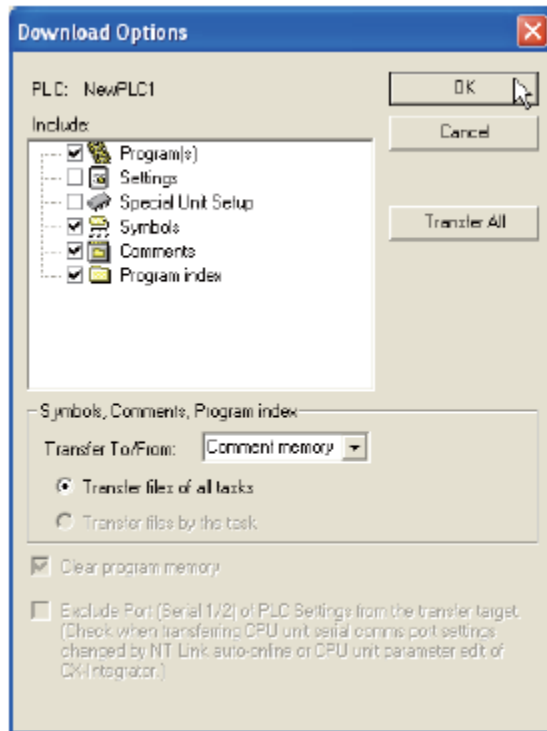 Download Options
PLC: NewPLC1
OK
Include:
Cancel
Program(s)
Settings
Special Unit Setup
Transfer All
Symbols
Comments
Program index
Symbols, Comments, Program index
Transfer To/From: Comment memory
Transfer files of all tasks
Transfer files by the task
Clear program memory
Exclude Port (Serial 1/2) of PLC Settings from the transfer target.
(Check when transferring CPU unit serial comms port settings
changed by NT Link auto-online or CPU unit parameter edit of
CX-Integrator.)